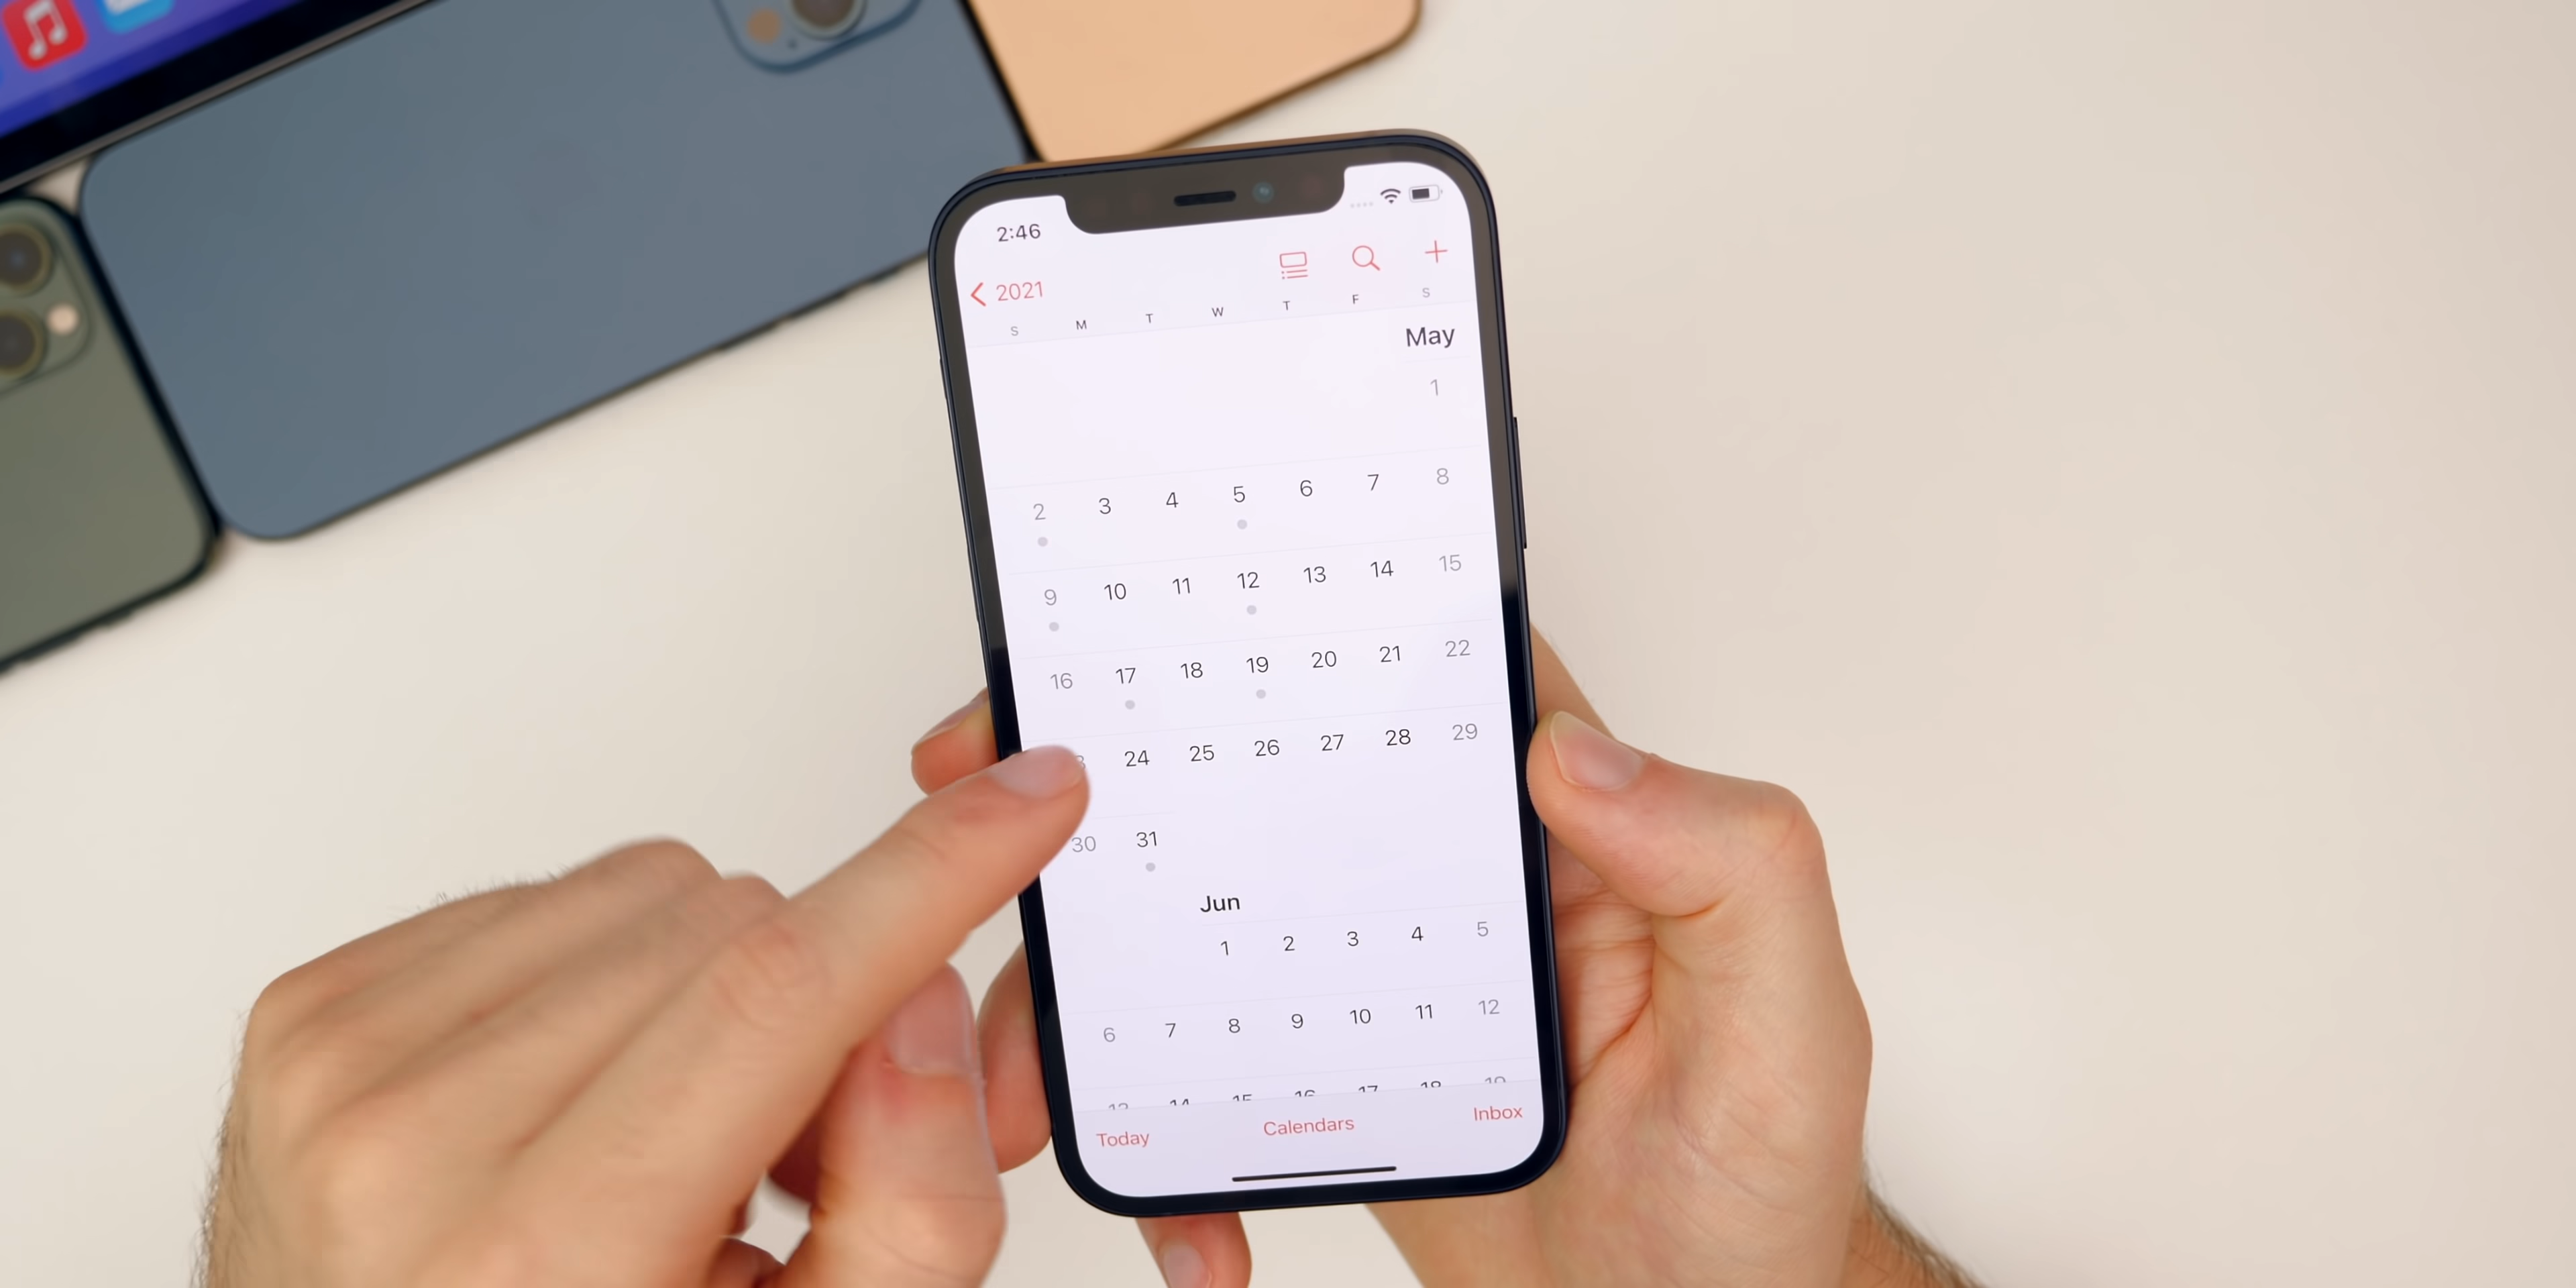 2:46
2021
S M T W T F S
May
1
2 3 4 5 6 7 8
9 10 11 12 13 14 15
16 17 18 19 20 21 22
24 25 26 27 28 29
30 31
Jun
1 2 3 4 5
6 7 8 9 10 11 12
Today Calendars Inbox